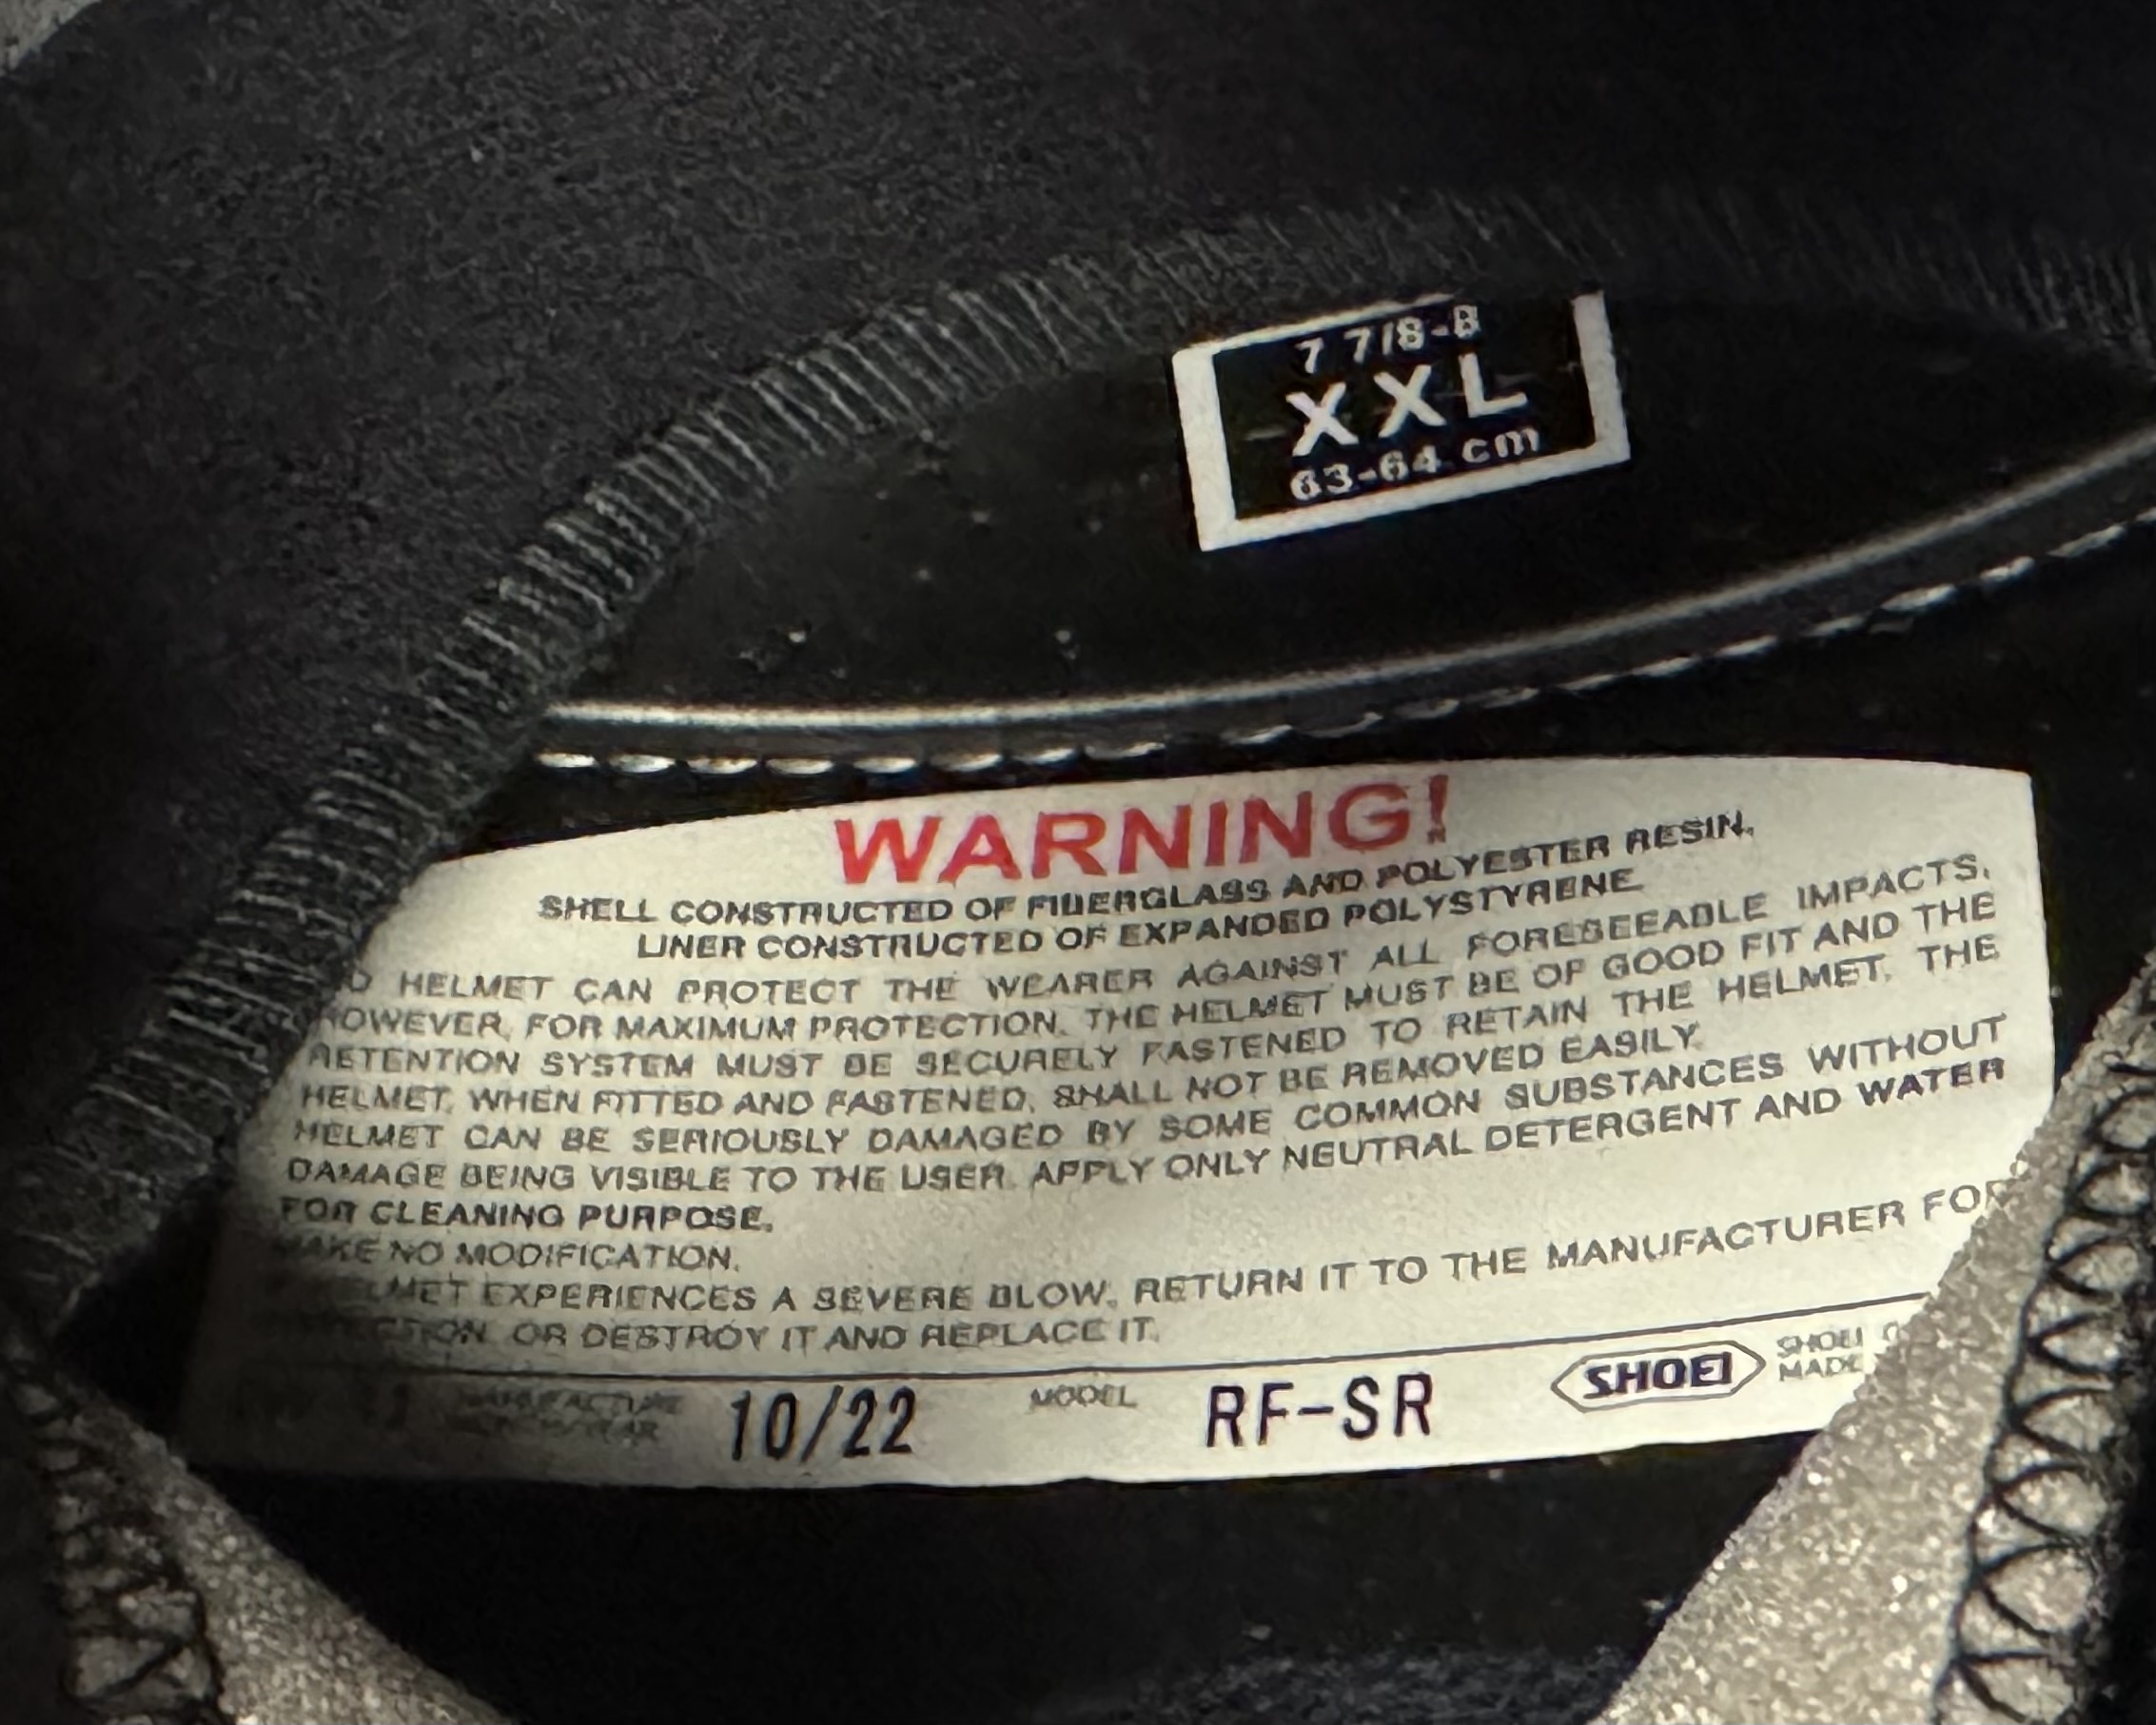 7 7/8-8
XXL
63-64 cm
WARNING!
SHELL CONSTRUCTED OF FIBERGLASS AND POLYESTER RESIN.
LINER CONSTRUCTED OF EXPANDED POLYSTYRENE
HELMET CAN PROTECT THE WEARER AGAINST ALL FORESEEABLE IMPACTS.
HOWEVER, FOR MAXIMUM PROTECTION, THE HELMET MUST BE OF GOOD FIT AND THE
RETENTION SYSTEM MUST BE SECURELY FASTENED TO RETAIN THE HELMET. THE
HELMET, WHEN FITTED AND FASTENED, SHALL NOT BE REMOVED EASILY.
HELMET CAN BE SERIOUSLY DAMAGED BY SOME COMMON SUBSTANCES WITHOUT
DAMAGE BEING VISIBLE TO THE USER. APPLY ONLY NEUTRAL DETERGENT AND WATER
FOR CLEANING PURPOSE.
MAKE NO MODIFICATION.
HELMET EXPERIENCES A SEVERE BLOW, RETURN IT TO THE MANUFACTURER FOR
OR DESTROY IT AND REPLACE IT.
MANUFACTURE 10/22 MODEL RF-SR SHOEI SHOEI
MADE